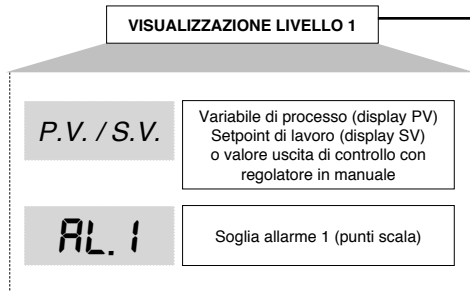 VISUALIZZAZIONE LIVELLO 1
P.V. / S.V.
Variabile di processo (display PV)
Setpoint di lavoro (display SV)
o valore uscita di controllo con
regolatore in manuale
AL. 1
Soglia allarme 1 (punti scala)